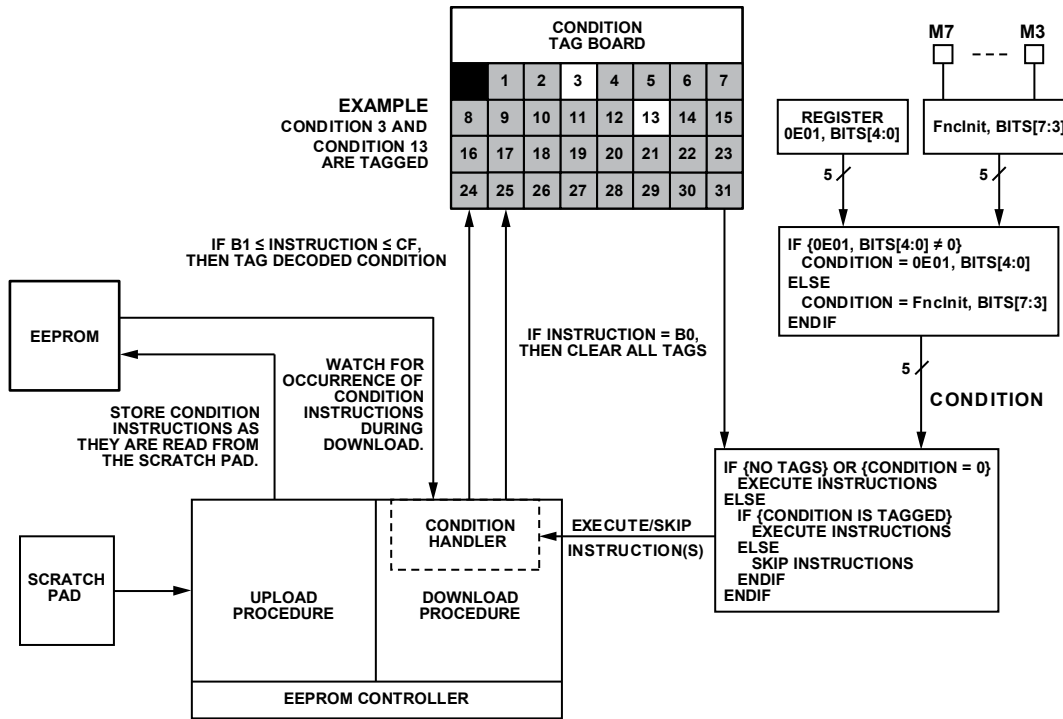 CONDITION
TAG BOARD
1 2 3 4 5 6 7
8 9 10 11 12 13 14 15
16 17 18 19 20 21 22 23
24 25 26 27 28 29 30 31
EXAMPLE
CONDITION 3 AND
CONDITION 13
ARE TAGGED
M7
M3
REGISTER
0E01, BITS[4:0]
FncInit, BITS[7:3]
5
5
IF {0E01, BITS[4:0] ≠ 0}
CONDITION = 0E01, BITS[4:0]
ELSE
CONDITION = FncInit, BITS[7:3]
ENDIF
5
CONDITION
IF B1 ≤ INSTRUCTION ≤ CF,
THEN TAG DECODED CONDITION
IF INSTRUCTION = B0,
THEN CLEAR ALL TAGS
EEPROM
WATCH FOR
OCCURRENCE OF
CONDITION
INSTRUCTIONS
DURING
DOWNLOAD.
STORE CONDITION
INSTRUCTIONS AS
THEY ARE READ FROM
THE SCRATCH PAD.
IF {NO TAGS} OR {CONDITION = 0}
EXECUTE INSTRUCTIONS
ELSE
IF {CONDITION IS TAGGED}
EXECUTE INSTRUCTIONS
ELSE
SKIP INSTRUCTIONS
ENDIF
ENDIF
EXECUTE/SKIP
INSTRUCTION(S)
CONDITION
HANDLER
SCRATCH
PAD
UPLOAD
PROCEDURE
DOWNLOAD
PROCEDURE
EEPROM CONTROLLER